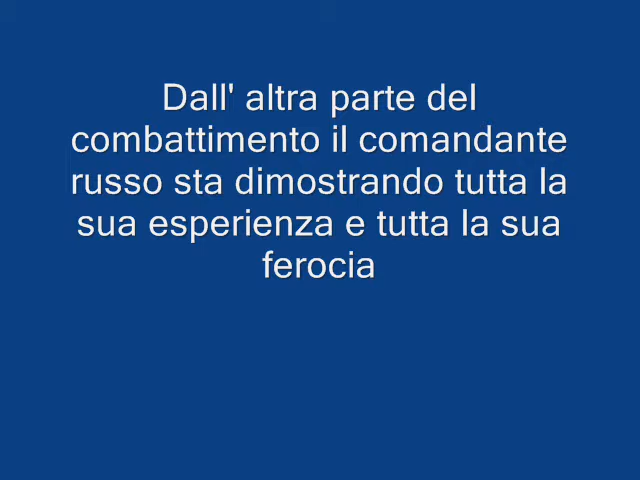 Dall' altra parte del
combattimento il comandante
russo sta dimostrando tutta la
sua esperienza e tutta la sua
ferocia